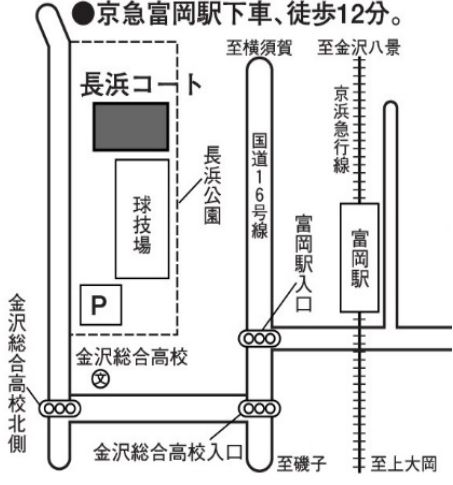 ●京急富岡駅下車、徒歩12分。
至横須賀
至金沢八景
長浜コート
京浜急行線
国道16号線
長浜公園
球技場
富岡駅入口
富岡駅
P
金沢総合高校北側
金沢総合高校
文
金沢総合高校入口
至磯子
至上大岡